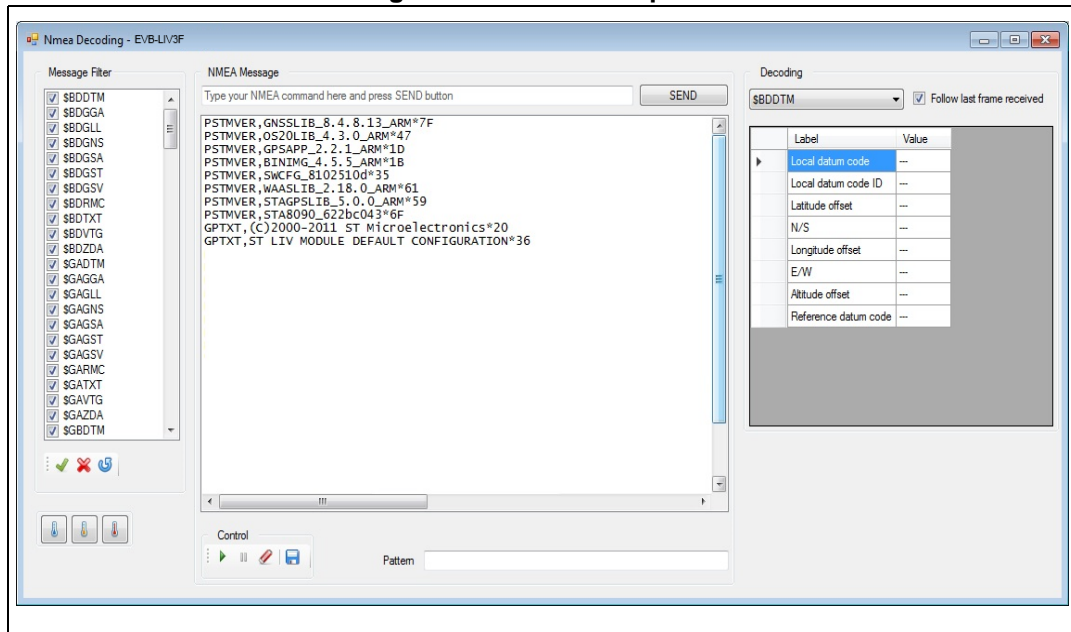 Nmea Decoding - EVB-LIV3F
Message Filter
$BDDTM
$BDGGA
$BDGLL
$BDGNS
$BDGSA
$BDGST
$BDGSV
$BDRMC
$BDTXT
$BDVTG
$BDZDA
$GADTM
$GAGGA
$GAGLL
$GAGNS
$GAGSA
$GAGST
$GAGSV
$GARMC
$GATXT
$GAVTG
$GAZDA
$GBDTM
NMEA Message
Type your NMEA command here and press SEND button
SEND
PSTMVER,GNSSLIB_8.4.8.13_ARM*7F
PSTMVER,OS20LIB_4.3.0_ARM*47
PSTMVER,GPSAPP_2.2.1_ARM*1D
PSTMVER,BINIMG_4.5.5_ARM*1B
PSTMVER,SWCFG_8102510d*35
PSTMVER,WAASLIB_2.18.0_ARM*61
PSTMVER,STAGPSLIB_5.0.0_ARM*59
PSTMVER,STA8090_622bc043*6F
GPTXT,(C)2000-2011 ST Microelectronics*20
GPTXT,ST LIV MODULE DEFAULT CONFIGURATION*36
Control
Pattern
Decoding
$BDDTM
Follow last frame received
Label Value
Local datum code ---
Local datum code ID ---
Latitude offset ---
N/S ---
Longitude offset ---
E/W ---
Altitude offset ---
Reference datum code ---